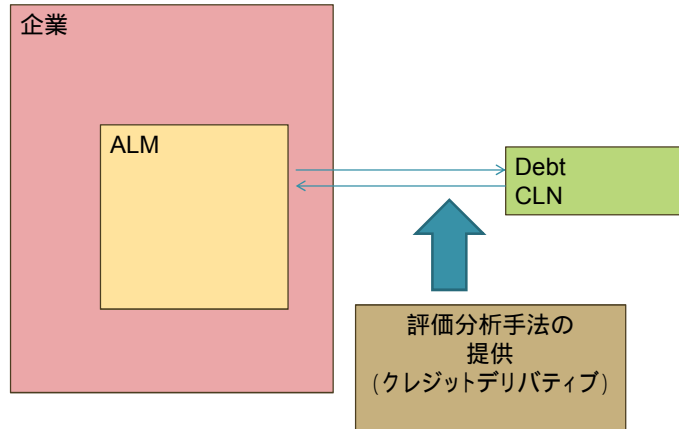 企業
ALM
Debt
CLN
評価分析手法の
提供
(クレジットデリバティブ)